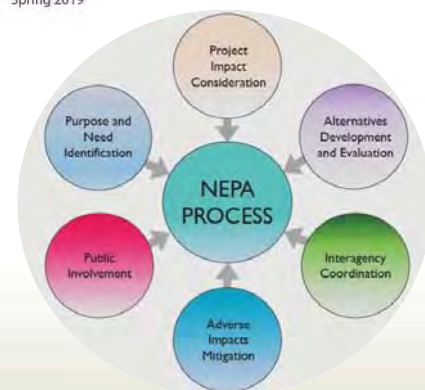 Spring 2019
Project
Impact
Consideration
Purpose and
Need
Identification
Alternatives
Development
and Evaluation
NEPA
PROCESS
Public
Involvement
Interagency
Coordination
Adverse
Impacts
Mitigation